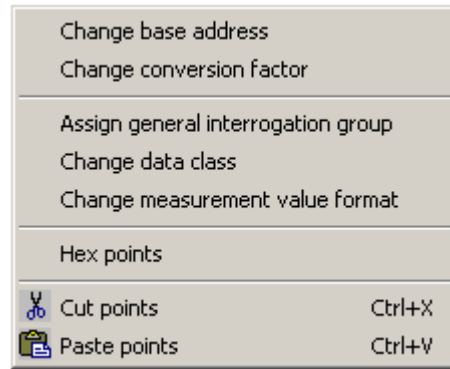 Change base address
Change conversion factor
Assign general interrogation group
Change data class
Change measurement value format
Hex points
Cut points Ctrl+X
Paste points Ctrl+V